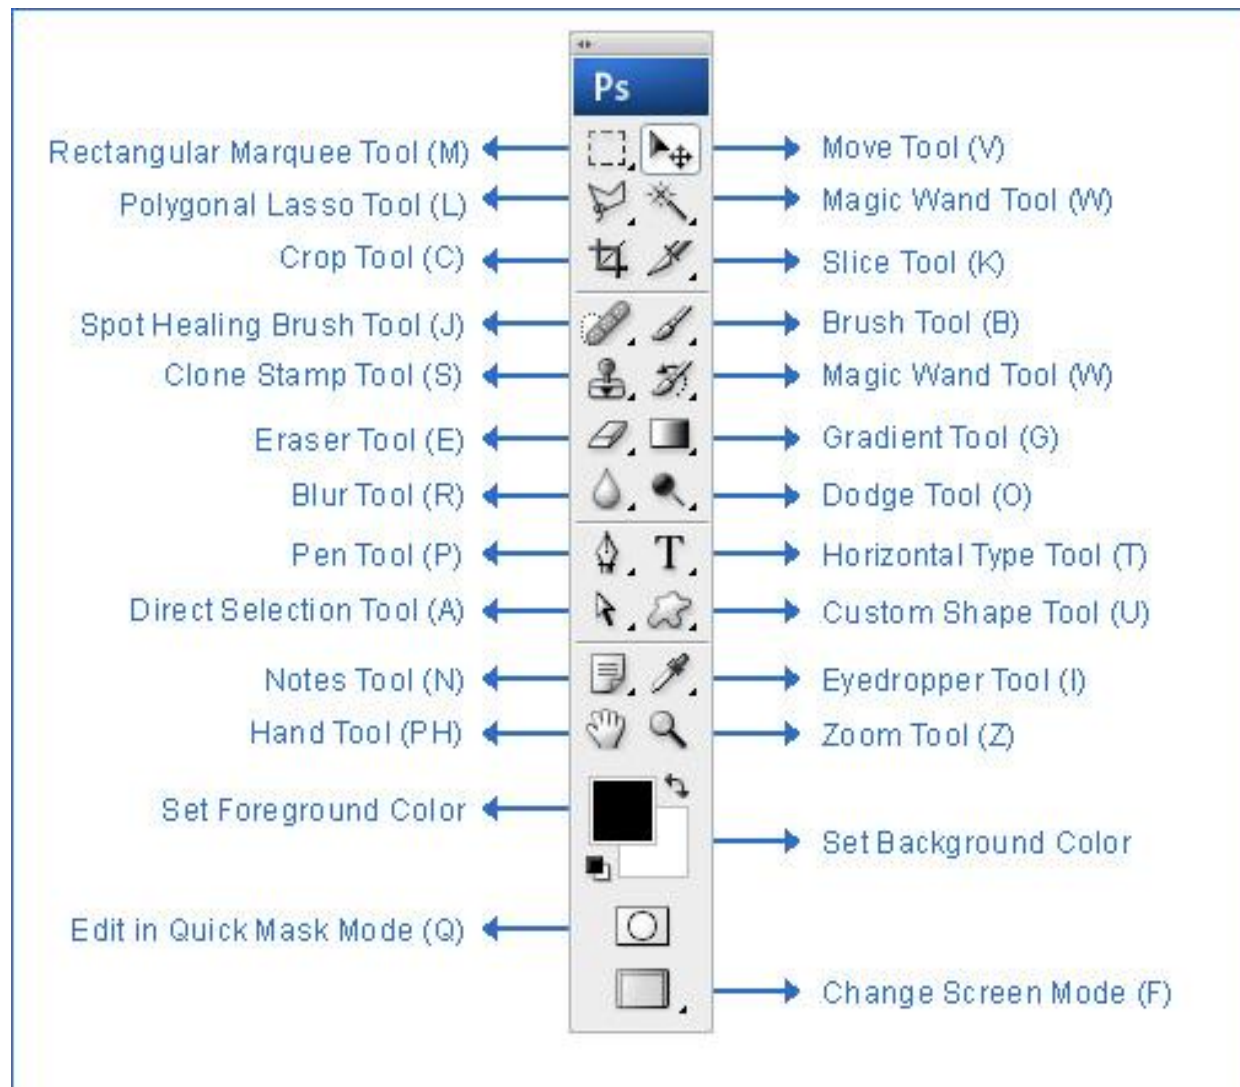 Ps
Rectangular Marquee Tool (M)
Move Tool (V)
Polygonal Lasso Tool (L)
Magic Wand Tool (W)
Crop Tool (C)
Slice Tool (K)
Spot Healing Brush Tool (J)
Brush Tool (B)
Clone Stamp Tool (S)
Magic Wand Tool (W)
Eraser Tool (E)
Gradient Tool (G)
Blur Tool (R)
Dodge Tool (O)
Pen Tool (P)
T
Horizontal Type Tool (T)
Direct Selection Tool (A)
Custom Shape Tool (U)
Notes Tool (N)
Eyedropper Tool (I)
Hand Tool (PH)
Zoom Tool (Z)
Set Foreground Color
Set Background Color
Edit in Quick Mask Mode (Q)
Change Screen Mode (F)